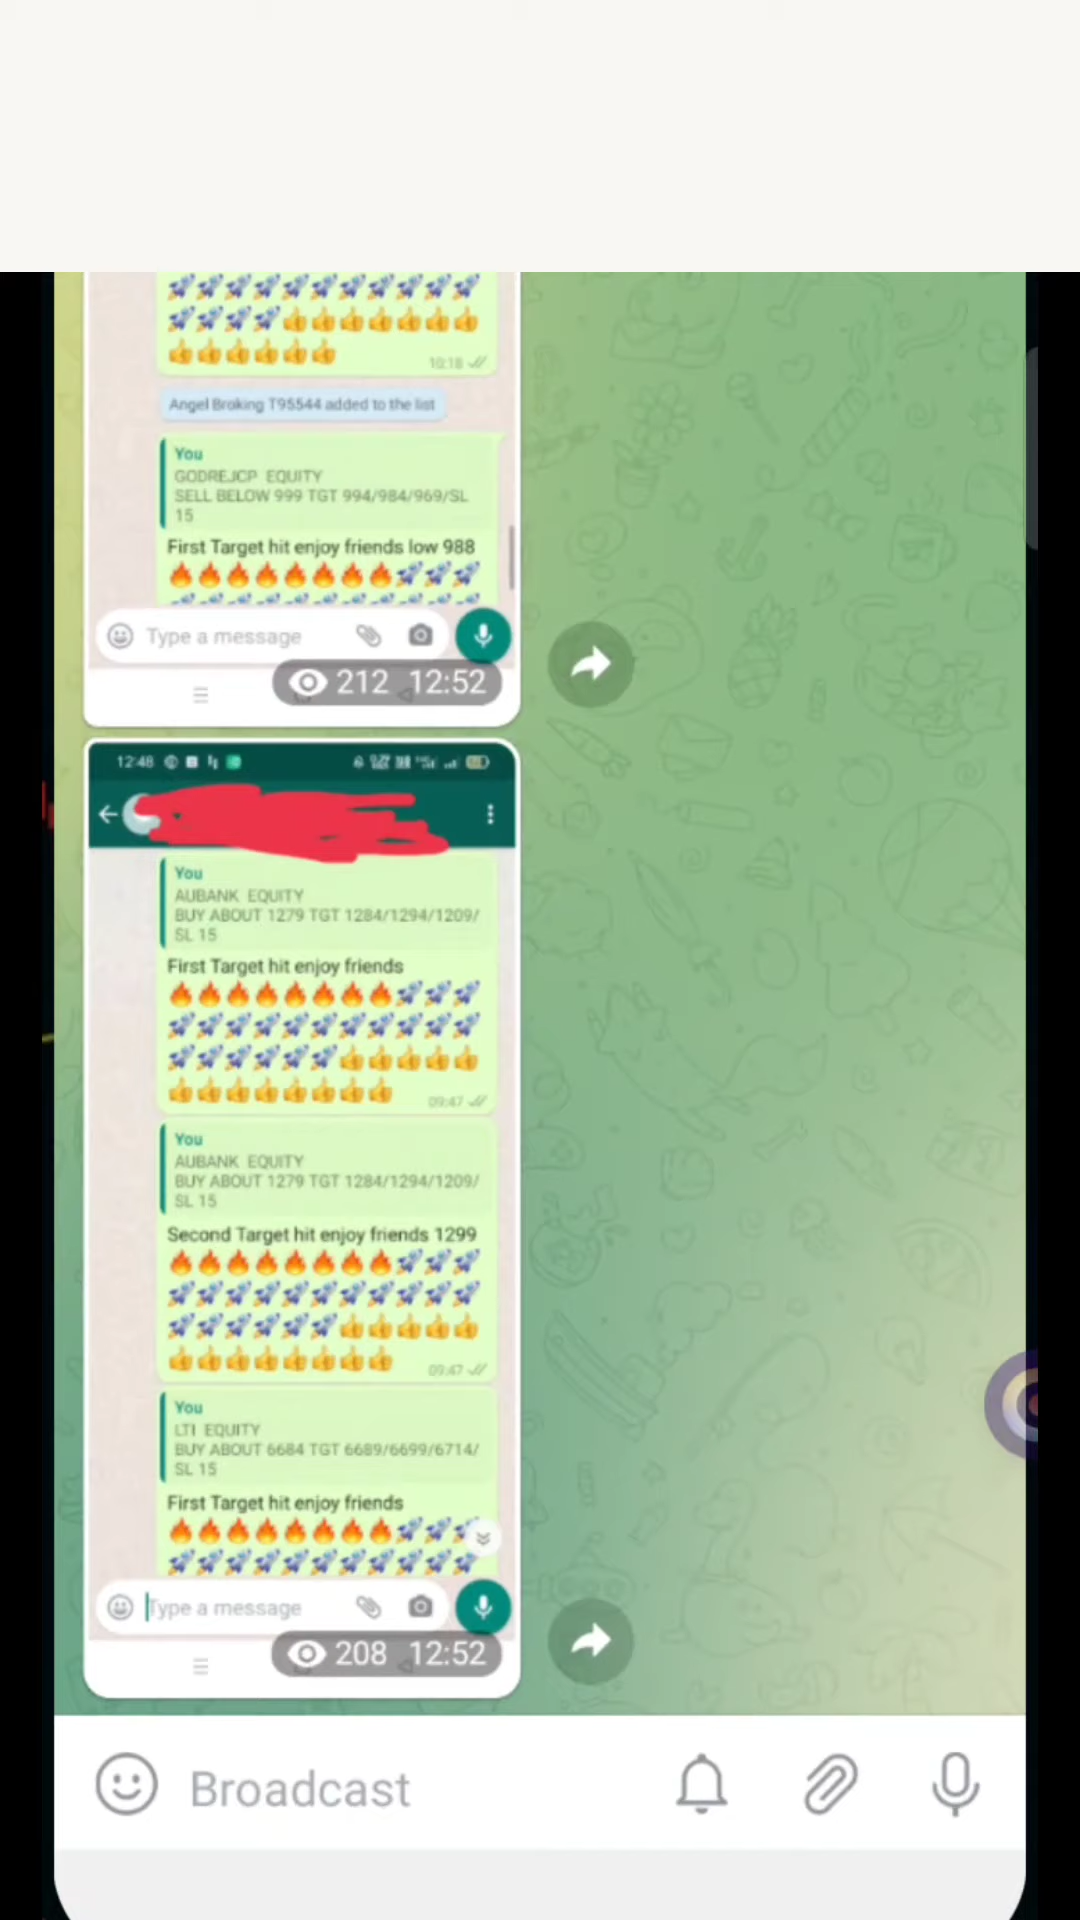 10:18
Angel Broking T95544 added to the list
You
GODREJCP EQUITY
SELL BELOW 999 TGT 994/984/969/SL
15
First Target hit enjoy friends low 988
Type a message
212 12:52
12:48
You
AUBANK EQUITY
BUY ABOUT 1279 TGT 1284/1294/1209/
SL 15
First Target hit enjoy friends
09:47
You
AUBANK EQUITY
BUY ABOUT 1279 TGT 1284/1294/1209/
SL 15
Second Target hit enjoy friends 1299
09:47
You
LTI EQUITY
BUY ABOUT 6684 TGT 6689/6699/6714/
SL 15
First Target hit enjoy friends
Type a message
208 12:52
Broadcast